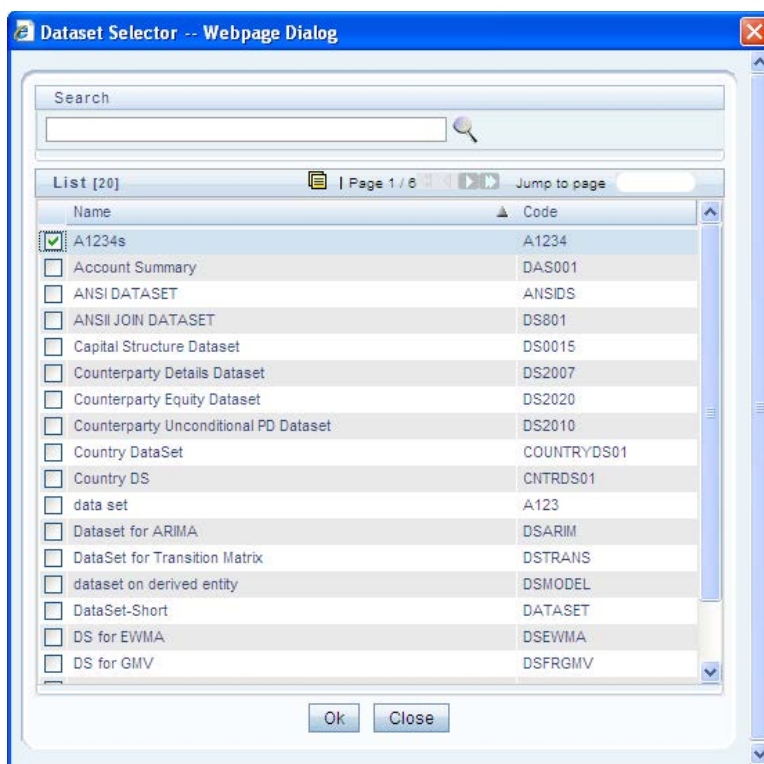 Dataset Selector -- Webpage Dialog
Search
List [20] | Page 1 / 6 Jump to page
Name Code
A1234s A1234
Account Summary DAS001
ANSI DATASET ANSIDS
ANSII JOIN DATASET DS801
Capital Structure Dataset DS0015
Counterparty Details Dataset DS2007
Counterparty Equity Dataset DS2020
Counterparty Unconditional PD Dataset DS2010
Country DataSet COUNTRYDS01
Country DS CNTRDS01
data set A123
Dataset for ARIMA DSARIM
DataSet for Transition Matrix DSTRANS
dataset on derived entity DSMODEL
DataSet-Short DATASET
DS for EWMA DSEWMA
DS for GMV DSFRGMV
Ok Close